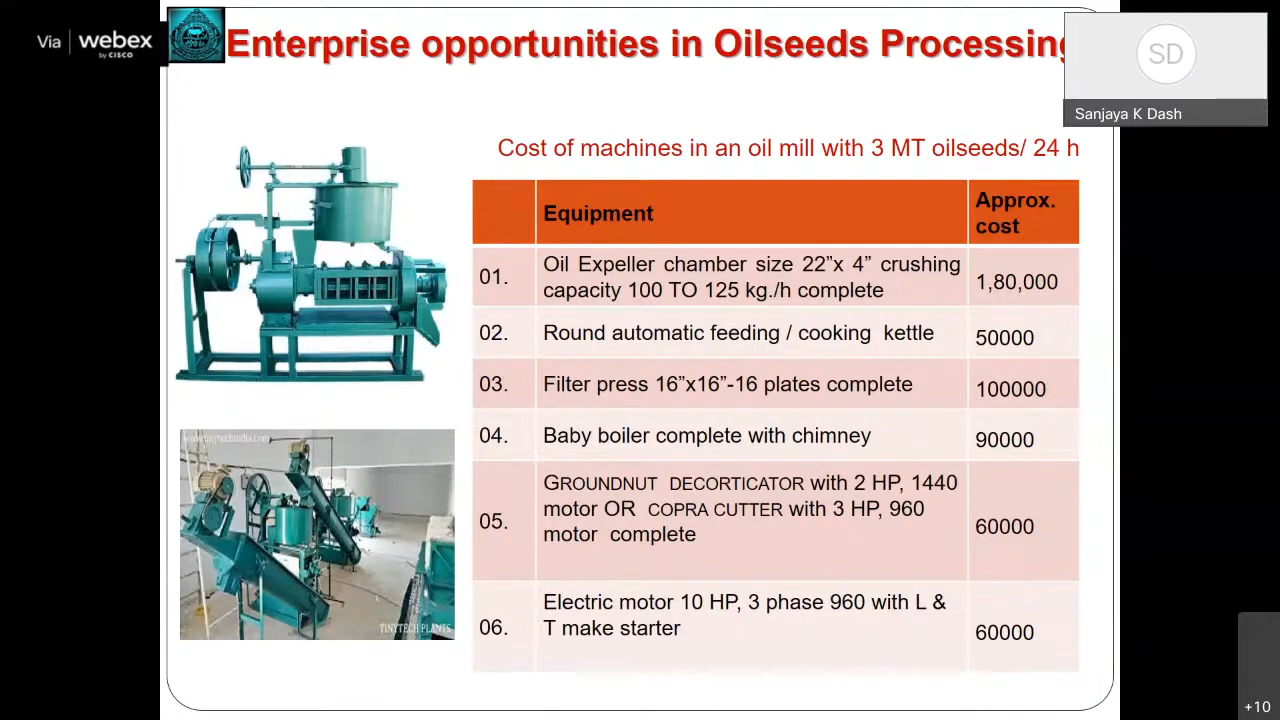 Via webex
by CISCO
Enterprise opportunities in Oilseeds Processing
SD
Sanjaya K Dash
Cost of machines in an oil mill with 3 MT oilseeds/ 24 h
Equipment
Approx.
cost
01.
Oil Expeller chamber size 22”x 4” crushing
capacity 100 TO 125 kg./h complete
1,80,000
02.
Round automatic feeding / cooking kettle
50000
03.
Filter press 16”x16”-16 plates complete
100000
04.
Baby boiler complete with chimney
90000
05.
GROUNDNUT DECORTICATOR with 2 HP, 1440
motor OR COPRA CUTTER with 3 HP, 960
motor complete
60000
06.
Electric motor 10 HP, 3 phase 960 with L &
T make starter
60000
www.tinytechindia.com
TINYTECH PLANTS
+10